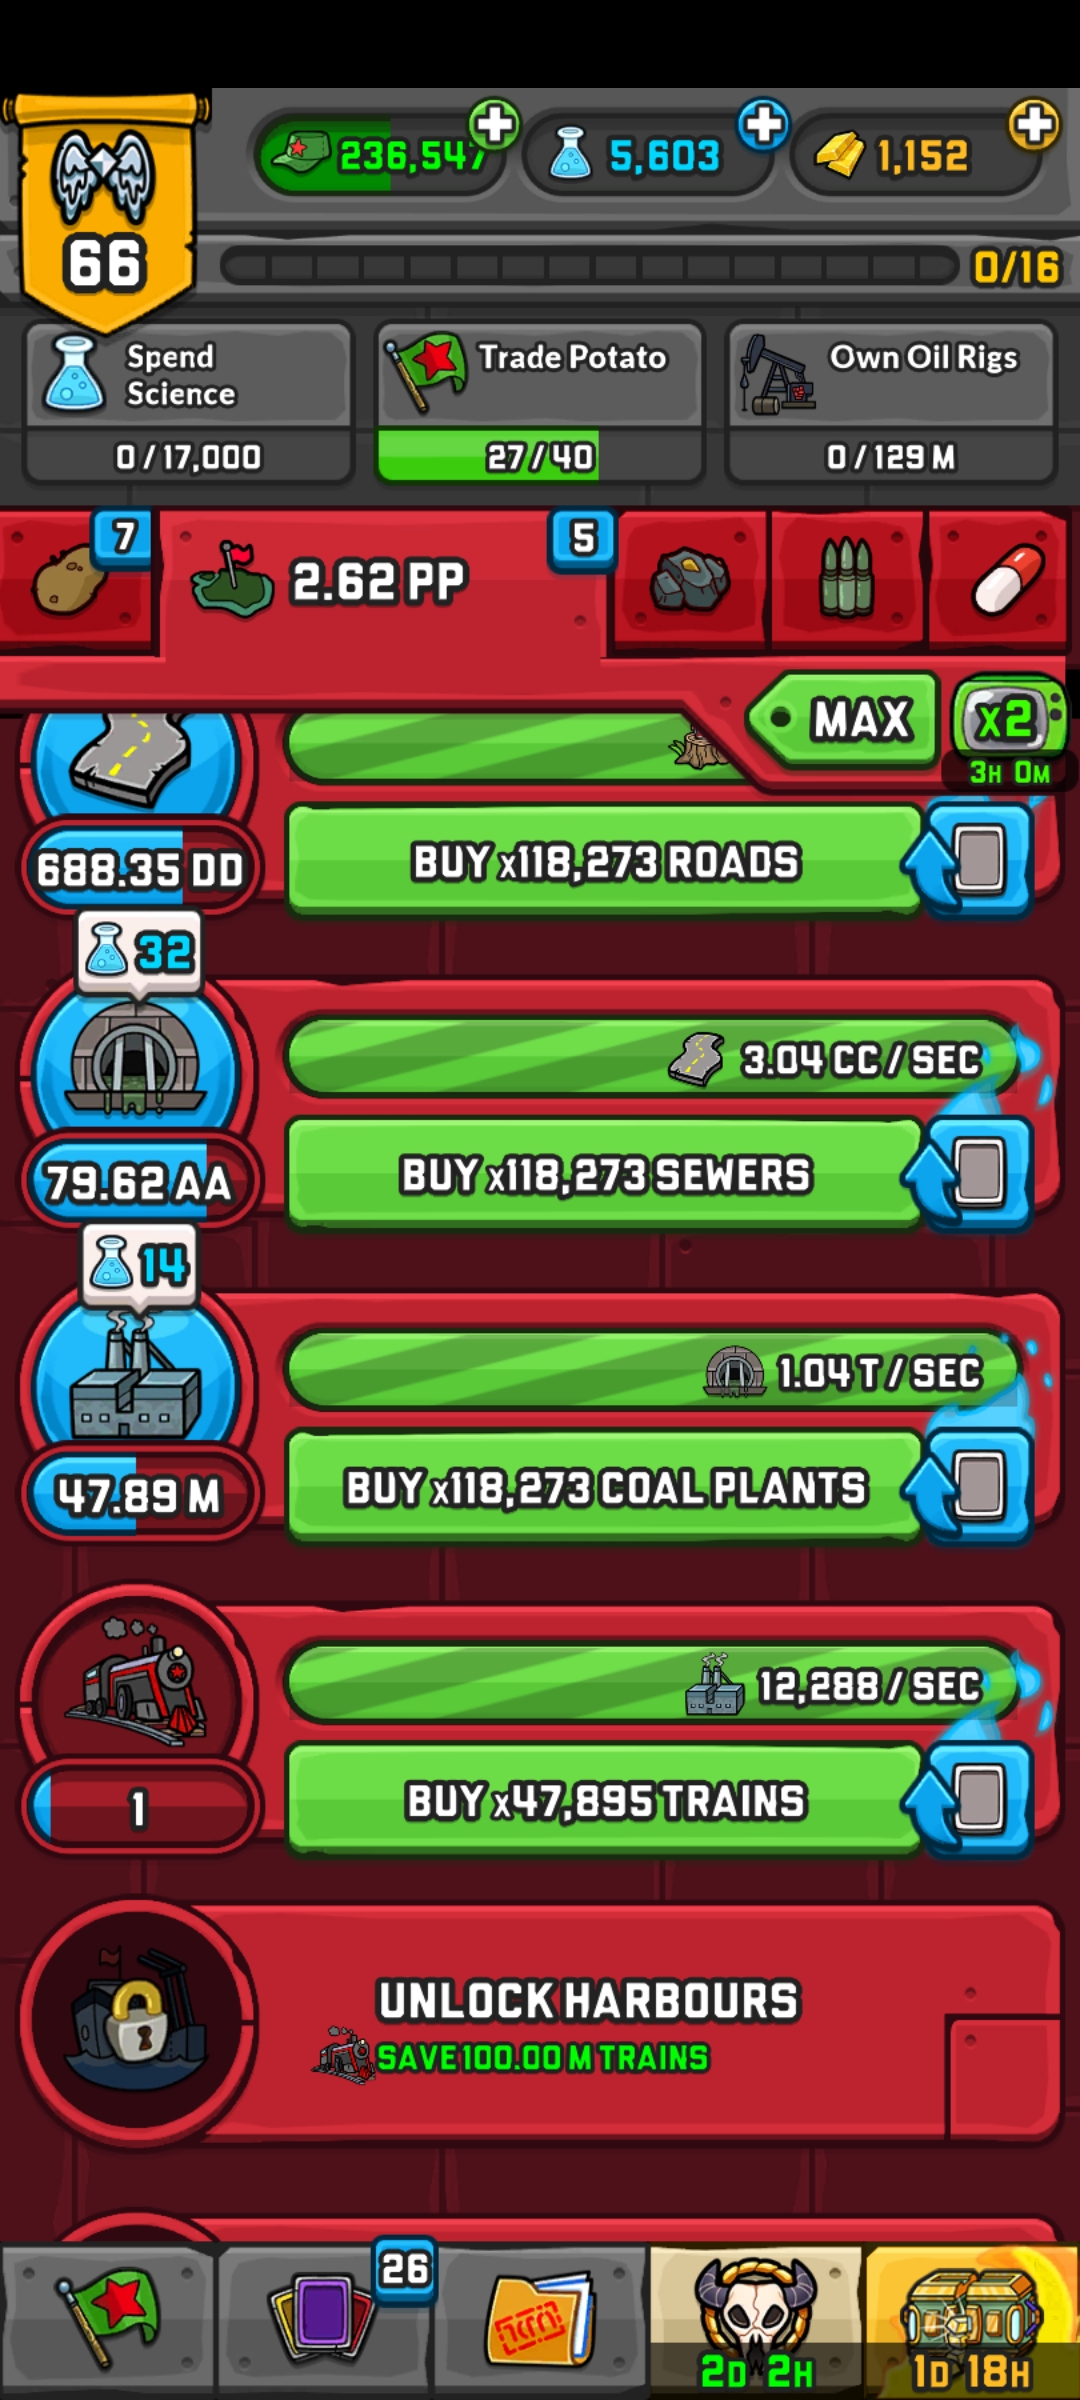 236,547
5,603
1,152
66
0/16
Spend
Science
0/17,000
Trade Potato
27/40
Own Oil Rigs
0/129 M
7
2.62 PP
5
MAX
X2
3H 0M
688.35 DD
BUY x118,273 ROADS
32
3.04 CC / SEC
79.62 AA
BUY x118,273 SEWERS
14
1.04 T / SEC
47.89 M
BUY x118,273 COAL PLANTS
12,288 / SEC
1
BUY x47,895 TRAINS
UNLOCK HARBOURS
SAVE 100.00 M TRAINS
26
2D 2H
1D 18H